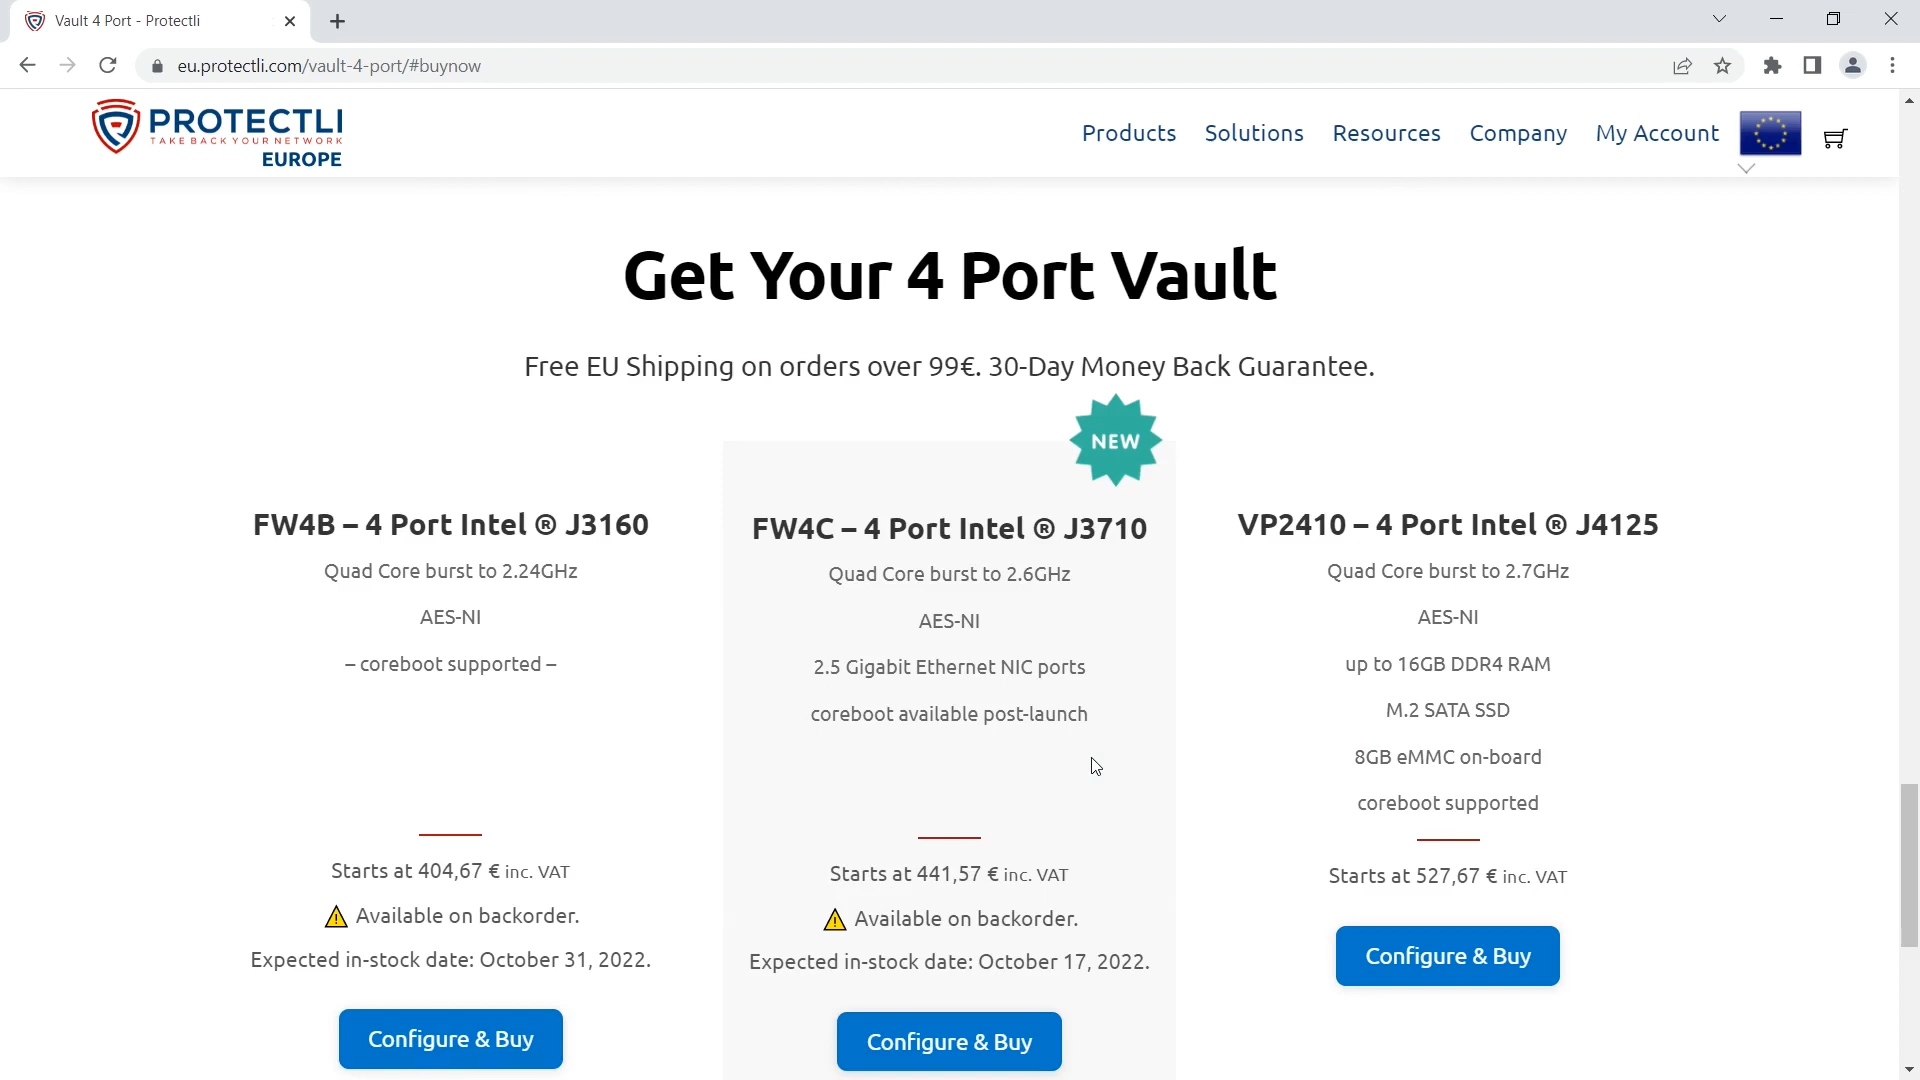 Vault 4 Port - Protectli
eu.protectli.com/vault-4-port/#buynow
PROTECTLI
TAKE BACK YOUR NETWORK
EUROPE
Products Solutions Resources Company My Account
Get Your 4 Port Vault
Free EU Shipping on orders over 99€. 30-Day Money Back Guarantee.
NEW
FW4B – 4 Port Intel ® J3160
Quad Core burst to 2.24GHz
AES-NI
– coreboot supported –
Starts at 404,67 € inc. VAT
Available on backorder.
Expected in-stock date: October 31, 2022.
Configure & Buy
FW4C – 4 Port Intel ® J3710
Quad Core burst to 2.6GHz
AES-NI
2.5 Gigabit Ethernet NIC ports
coreboot available post-launch
Starts at 441,57 € inc. VAT
Available on backorder.
Expected in-stock date: October 17, 2022.
Configure & Buy
VP2410 – 4 Port Intel ® J4125
Quad Core burst to 2.7GHz
AES-NI
up to 16GB DDR4 RAM
M.2 SATA SSD
8GB eMMC on-board
coreboot supported
Starts at 527,67 € inc. VAT
Configure & Buy